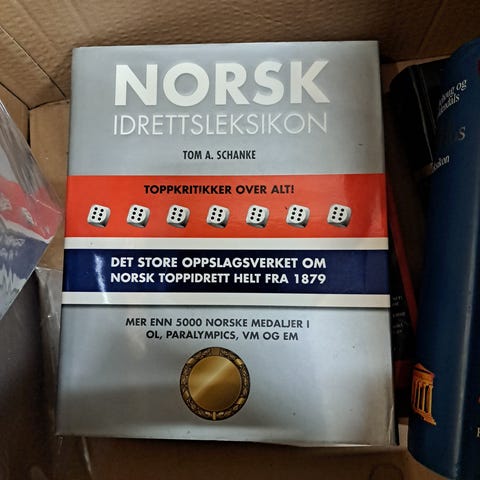 NORSK
IDRETTSLEKSIKON
TOM A. SCHANKE
TOPPKRITIKKER OVER ALT!
DET STORE OPPSLAGSVERKET OM
NORSK TOPPIDRETT HELT FRA 1879
MER ENN 5000 NORSKE MEDALJER I
OL, PARALYMPICS, VM OG EM